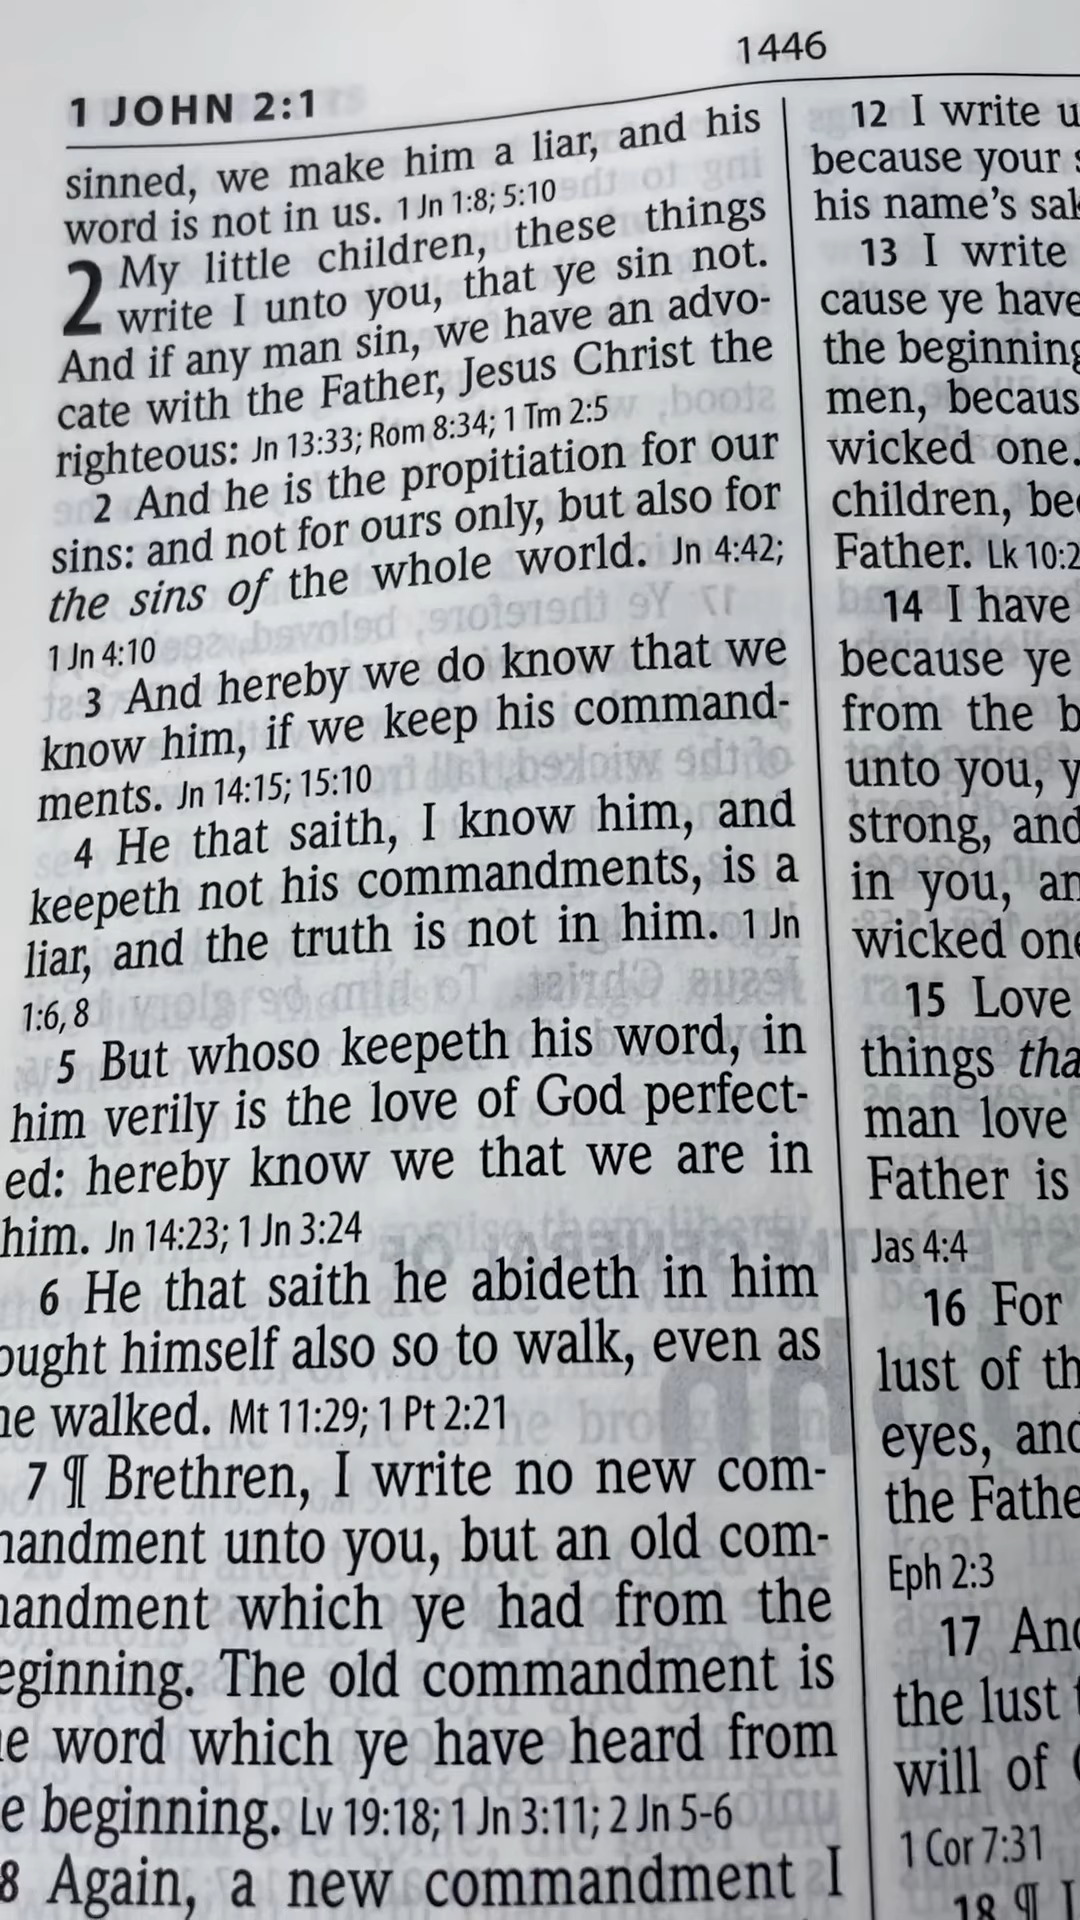 1446
1 JOHN 2:1
sinned, we make him a liar, and his
word is not in us. 1 Jn 1:8; 5:10
2 My little children, these things
write I unto you, that ye sin not.
And if any man sin, we have an advo-
cate with the Father, Jesus Christ the
righteous: Jn 13:33; Rom 8:34; 1 Tm 2:5
2 And he is the propitiation for our
sins: and not for ours only, but also for
the sins of the whole world. Jn 4:42;
1 Jn 4:10
3 And hereby we do know that we
know him, if we keep his command-
ments. Jn 14:15; 15:10
4 He that saith, I know him, and
keepeth not his commandments, is a
liar, and the truth is not in him. 1 Jn
1:6, 8
5 But whoso keepeth his word, in
him verily is the love of God perfect-
ed: hereby know we that we are in
him. Jn 14:23; 1 Jn 3:24
6 He that saith he abideth in him
ought himself also so to walk, even as
he walked. Mt 11:29; 1 Pt 2:21
7 ¶ Brethren, I write no new com-
mandment unto you, but an old com-
mandment which ye had from the
beginning. The old commandment is
word which ye have heard from
beginning. Lv 19:18; 1 Jn 3:11; 2 Jn 5-6
8 Again, a new commandment I
12 I write
because your
his name's
13 I write
cause ye have
the beginning
men,
wicked one.
children,
Father. Lk
14 I have
because ye
from the
unto you,
strong, and
in you,
wicked one
15 Love
things
man love
Father is
Jas 4:4
16 For
lust of
eyes, and
the
Eph 2:3
17 And
the lust
will of
1 Cor 7:31
18 ¶